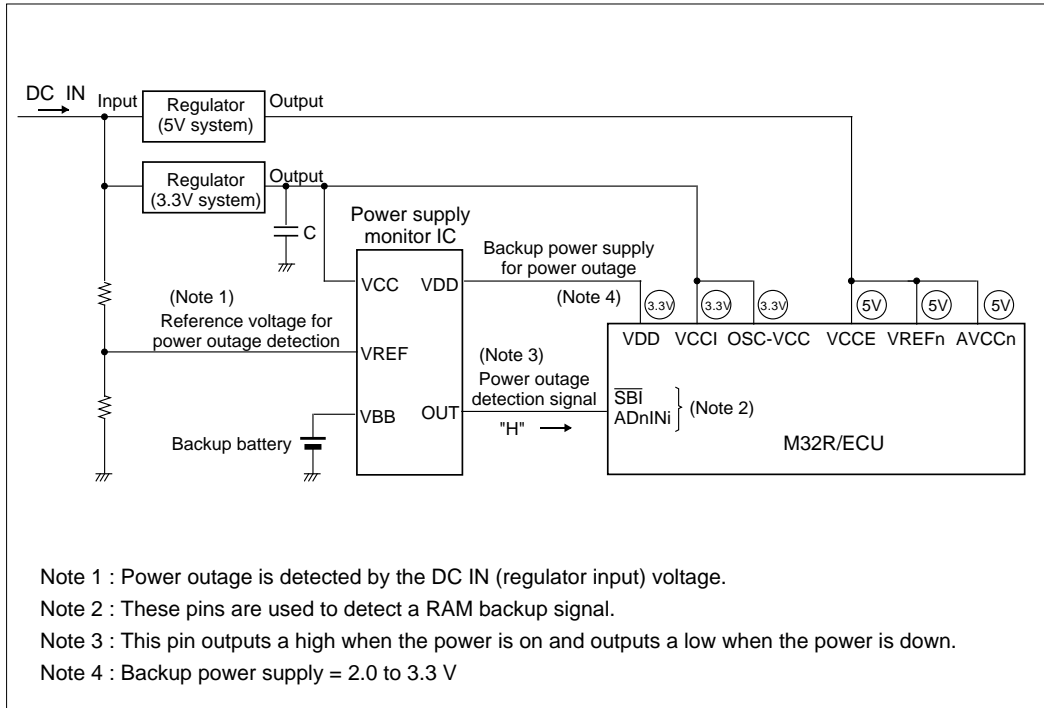 DC IN
Input
Regulator
(5V system)
Output
Regulator
(3.3V system)
Output
C
Power supply
monitor IC
VCC
VDD
VREF
VBB
OUT
(Note 1)
Reference voltage for
power outage detection
Backup battery
Backup power supply
for power outage
(Note 4)
3.3V
3.3V
3.3V
5V
5V
5V
VDD VCCI OSC-VCC VCCE VREFn AVCCn
(Note 3)
Power outage
detection signal
"H"
SBI
ADnINi
(Note 2)
M32R/ECU
Note 1 : Power outage is detected by the DC IN (regulator input) voltage.
Note 2 : These pins are used to detect a RAM backup signal.
Note 3 : This pin outputs a high when the power is on and outputs a low when the power is down.
Note 4 : Backup power supply = 2.0 to 3.3 V